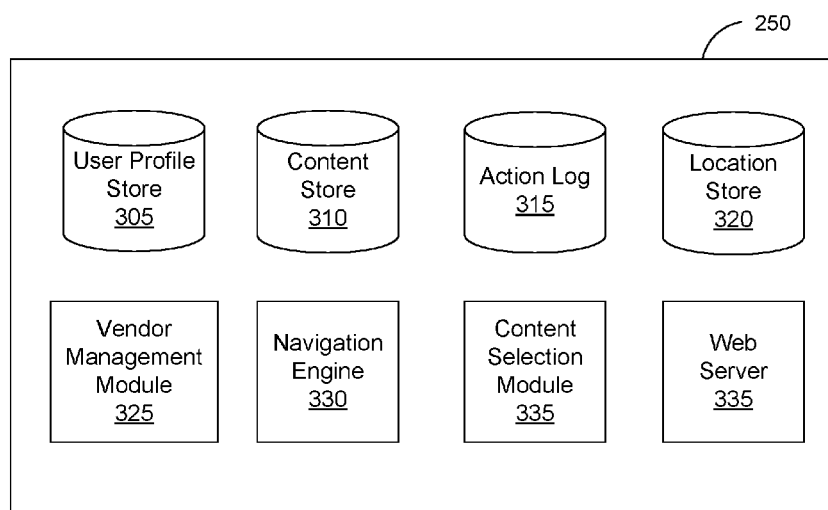 250
User Profile
Store
305
Content
Store
310
Action Log
315
Location
Store
320
Vendor
Management
Module
325
Navigation
Engine
330
Content
Selection
Module
335
Web
Server
335